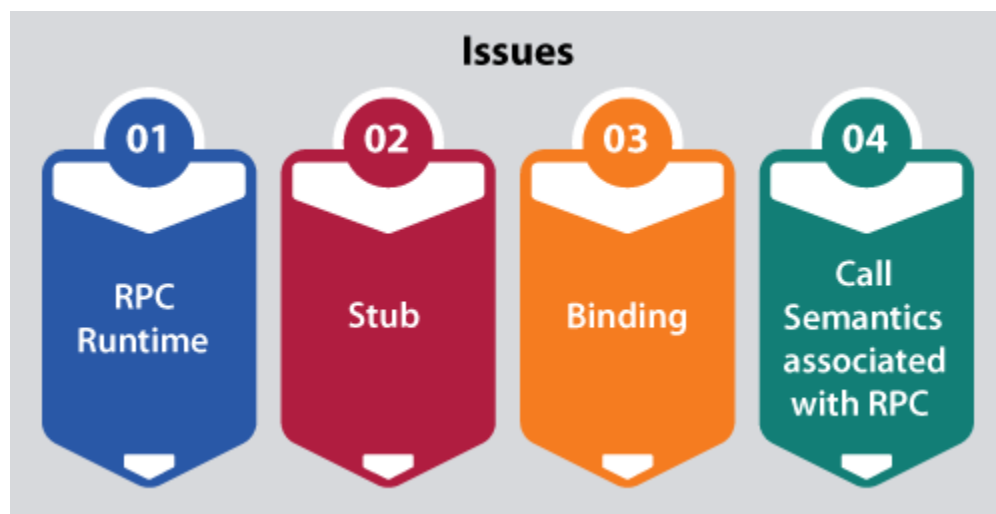 Issues
01
RPC
Runtime
02
Stub
03
Binding
04
Call
Semantics
associated
with RPC